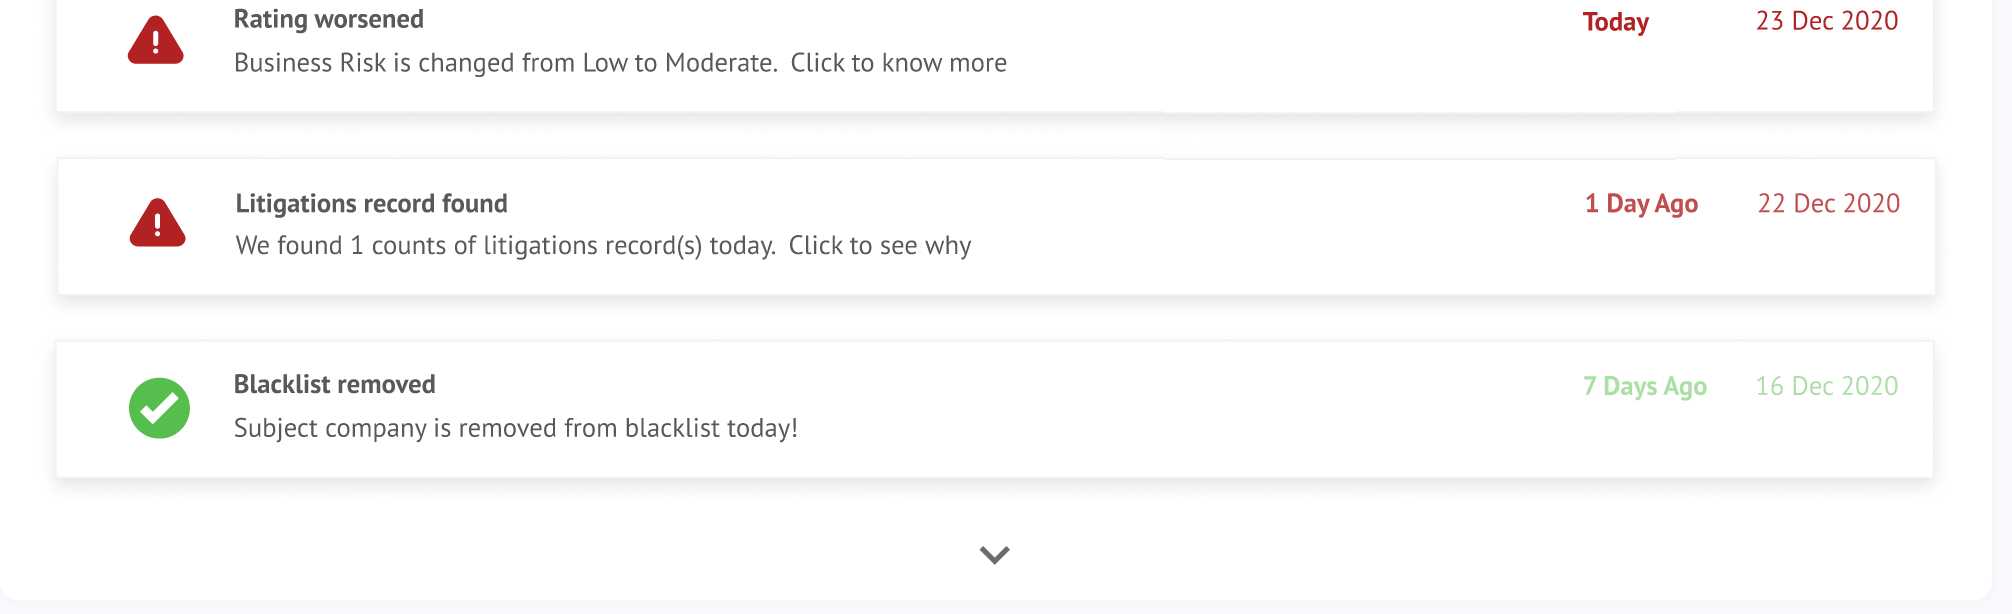 Rating worsened
Today
23 Dec 2020
Business Risk is changed from Low to Moderate.  Click to know more
Litigations record found
1 Day Ago
22 Dec 2020
We found 1 counts of litigations record(s) today.  Click to see why
Blacklist removed
7 Days Ago
16 Dec 2020
Subject company is removed from blacklist today!